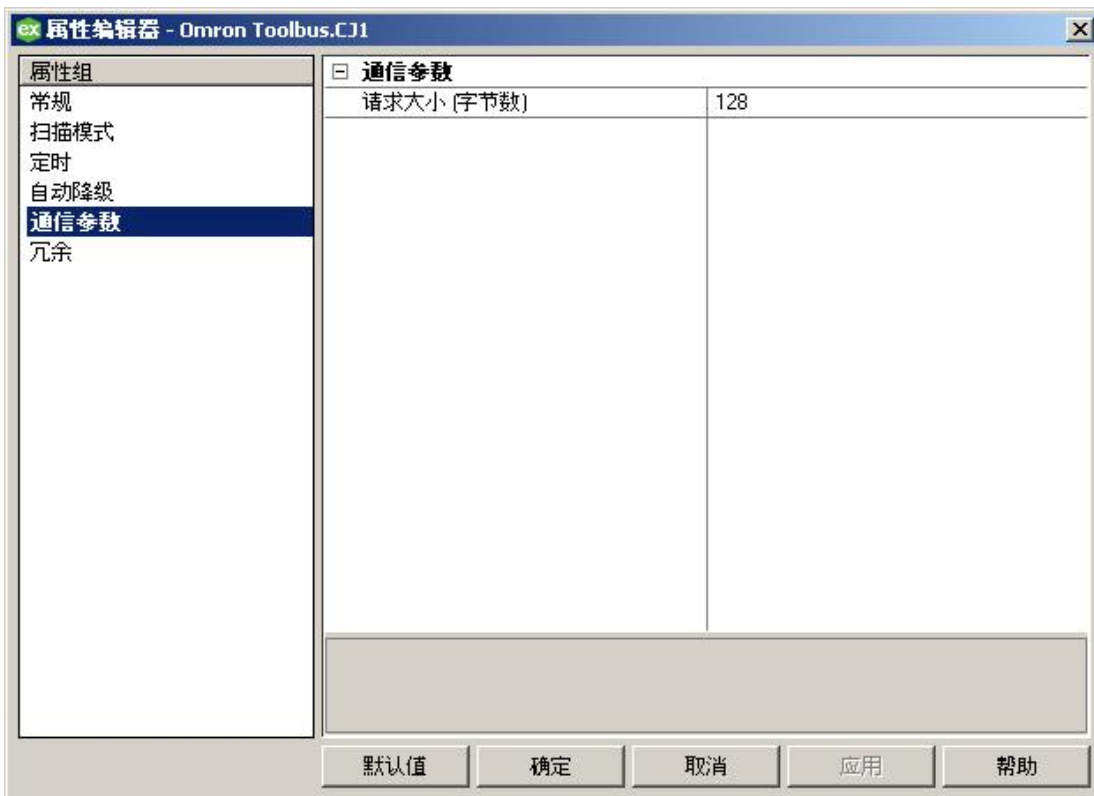 ex 属性编辑器 - Omron Toolbus.CJ1
属性组
常规
扫描模式
定时
自动降级
通信参数
冗余
通信参数
请求大小 (字节数) 128
默认值 确定 取消 应用 帮助